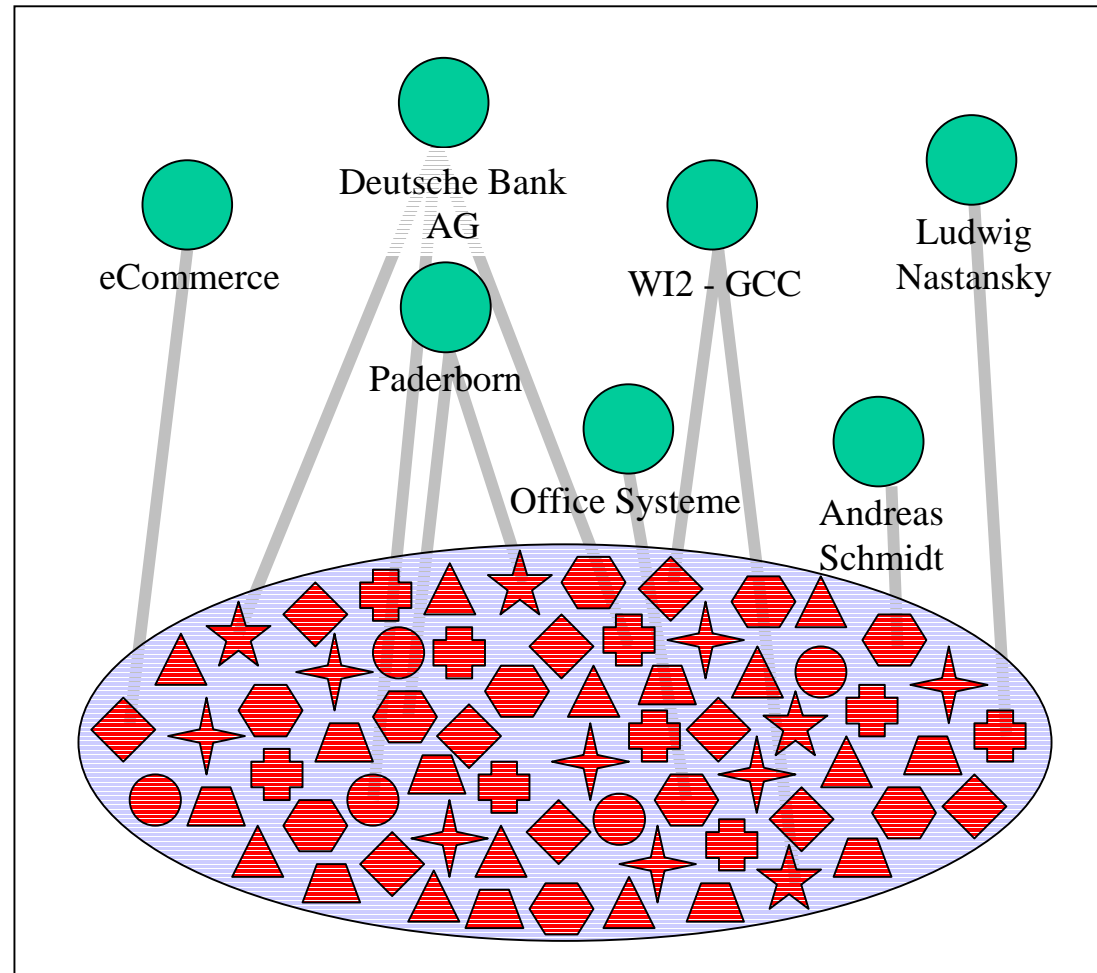 Deutsche Bank
AG
eCommerce
WI2 - GCC
Ludwig
Nastansky
Paderborn
Office Systeme
Andreas
Schmidt